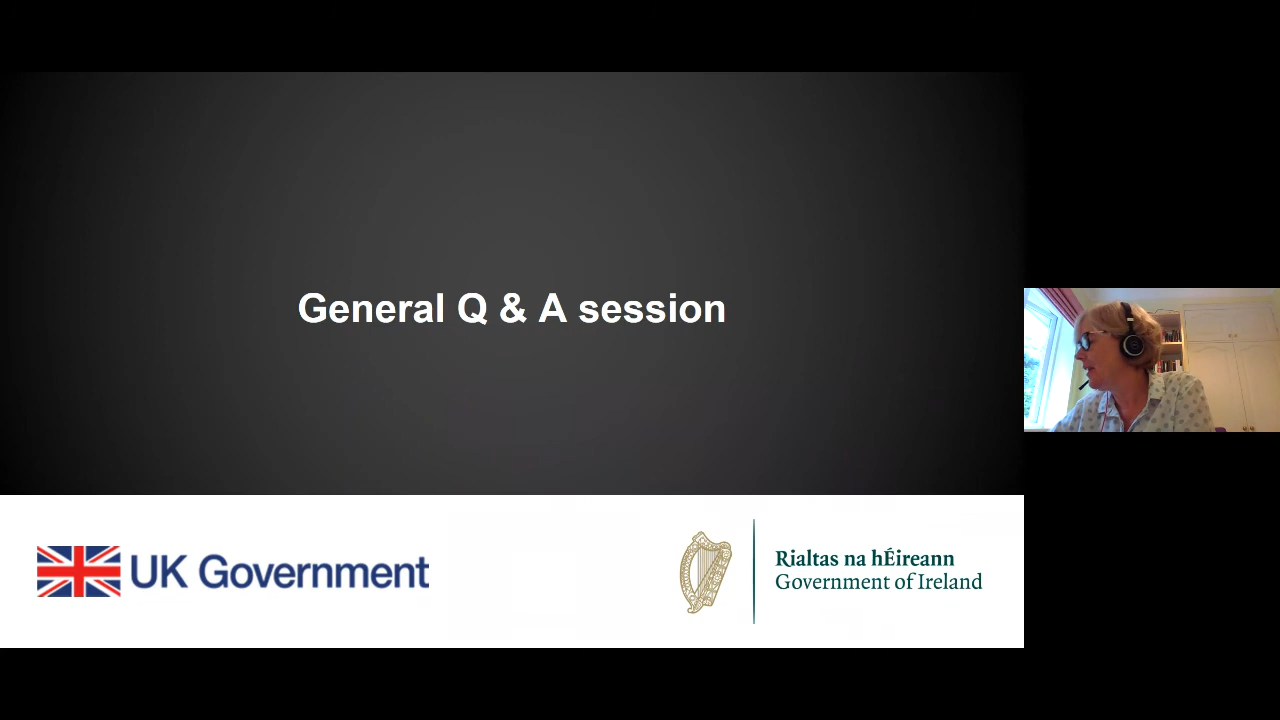 General Q & A session
UK Government
Rialtas na hÉireann
Government of Ireland